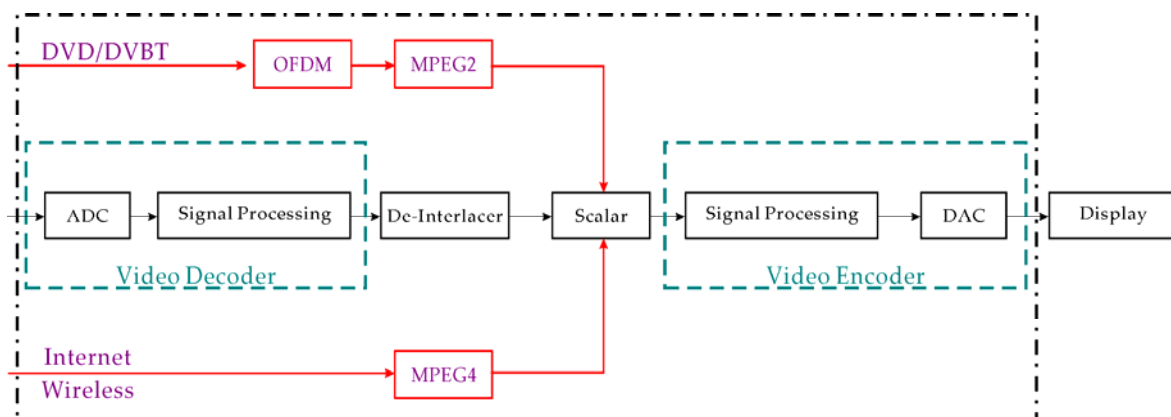 DVD/DVBT
OFDM
MPEG2
ADC
Signal Processing
De-Interlacer
Scalar
Signal Processing
DAC
Display
Video Decoder
Video Encoder
Internet
Wireless
MPEG4